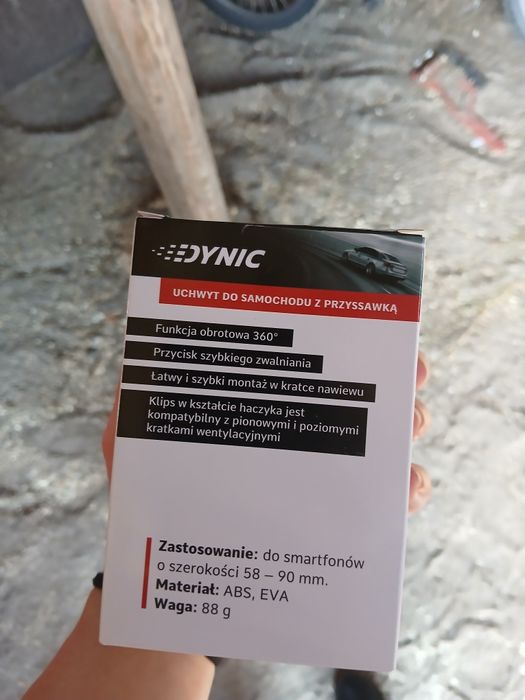 DYNIC
UCHWYT DO SAMOCHODU Z PRZYSSAWKĄ
Funkcja obrotowa 360°
Przycisk szybkiego zwalniania
Łatwy i szybki montaż w kratce nawiewu
Klips w kształcie haczyka jest
kompatybilny z pionowymi i poziomymi
kratkami wentylacyjnymi
Zastosowanie: do smartfonów
o szerokości 58 – 90 mm.
Materiał: ABS, EVA
Waga: 88 g